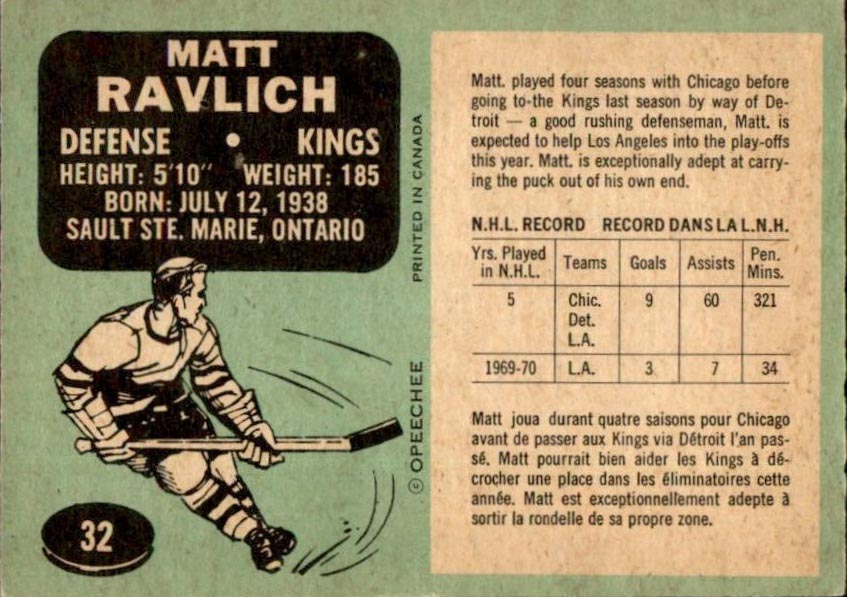 MATT
RAVLICH
DEFENSE • KINGS
HEIGHT: 5'10" WEIGHT: 185
BORN: JULY 12, 1938
SAULT STE. MARIE, ONTARIO
32
PRINTED IN CANADA
© OPEECHEE
Matt. played four seasons with Chicago before
going to-the Kings last season by way of De-
troit — a good rushing defenseman, Matt. is
expected to help Los Angeles into the play-offs
this year. Matt. is exceptionally adept at carry-
ing the puck out of his own end.
N.H.L. RECORD RECORD DANS LA L.N.H.
Yrs. Played in N.H.L. Teams Goals Assists Pen. Mins.
5 Chic. 9 60 321
Det.
L.A.
1969-70 L.A. 3 7 34
Matt joua durant quatre saisons pour Chicago
avant de passer aux Kings via Détroit l'an pas-
sé. Matt pourrait bien aider les Kings à dé-
crocher une place dans les éliminatoires cette
année. Matt est exceptionnellement adepte à
sortir la rondelle de sa propre zone.